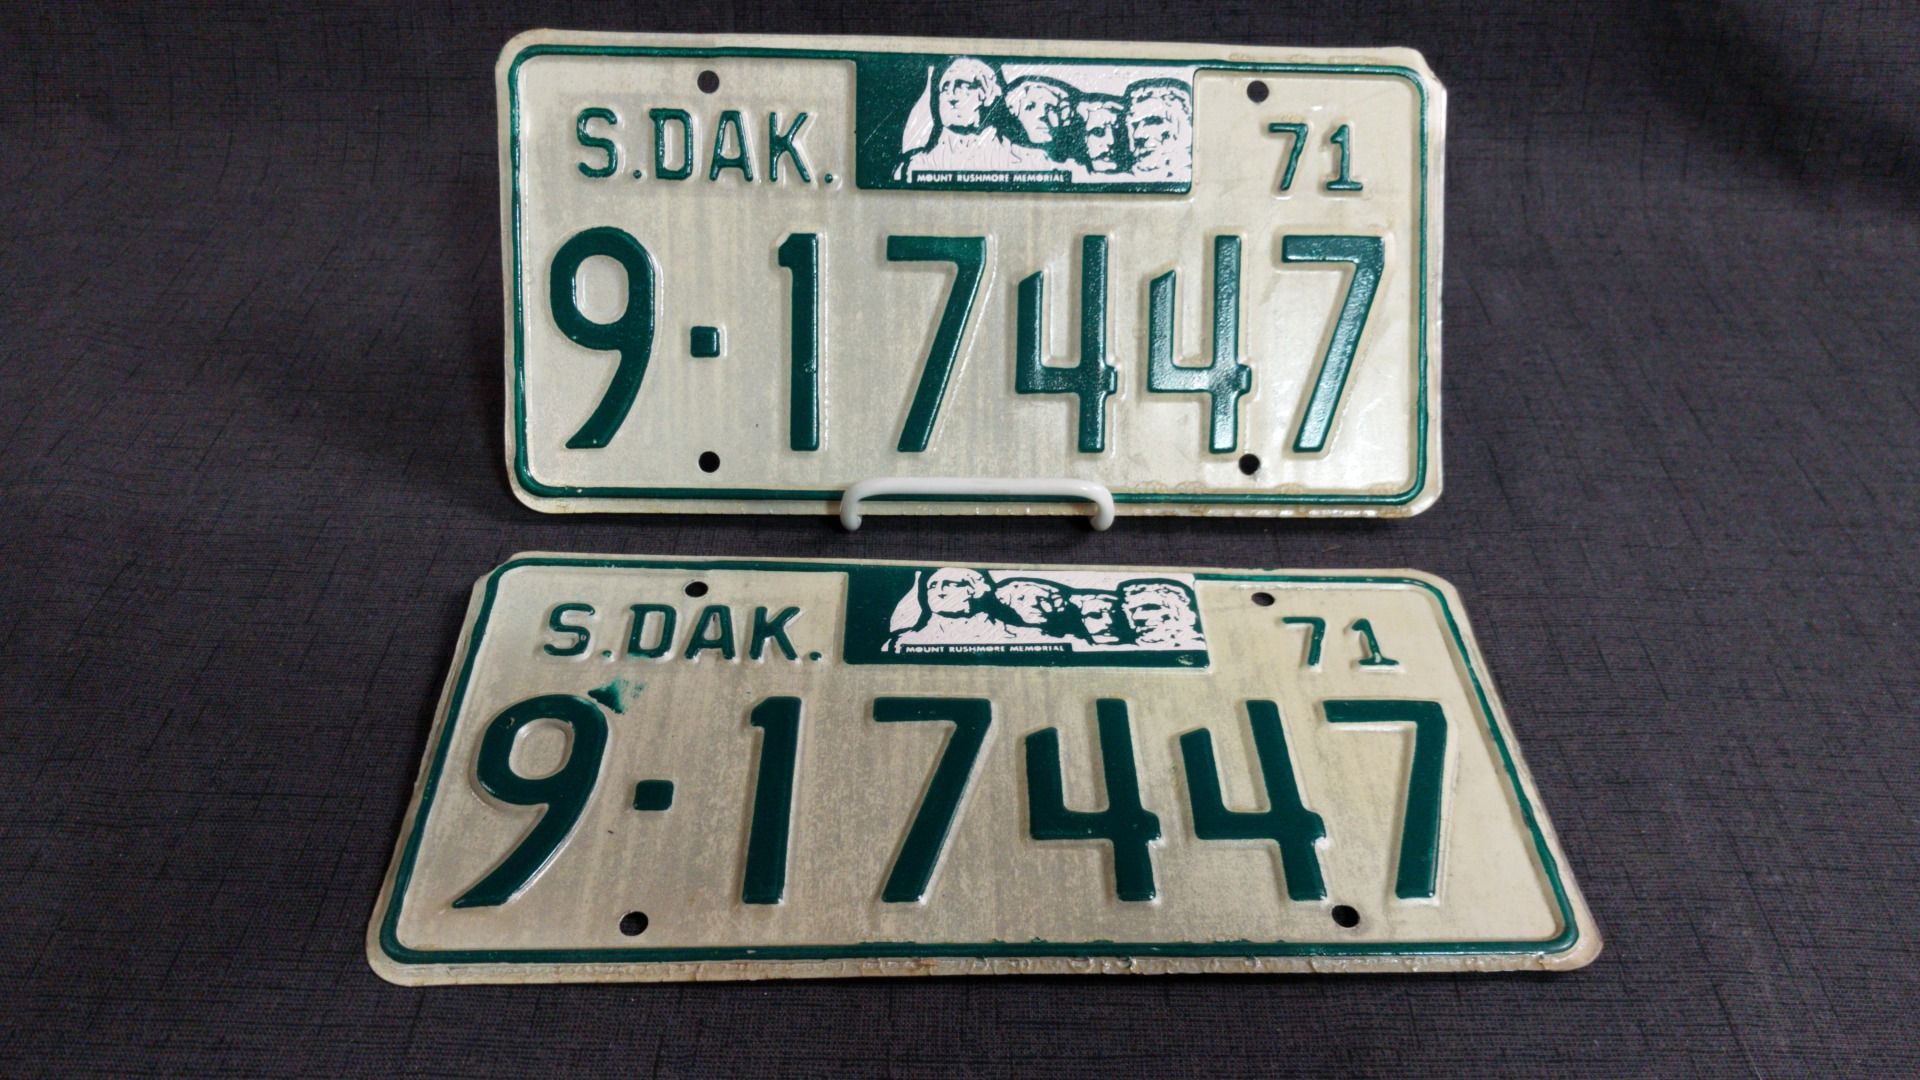 S.DAK. 71
MOUNT RUSHMORE MEMORIAL
9·17447
S.DAK. 71
MOUNT RUSHMORE MEMORIAL
9·17447